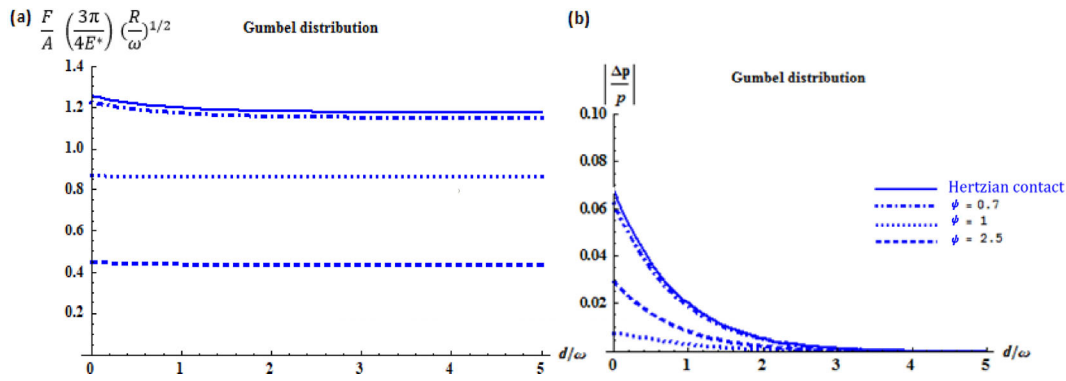 (a) F/A (3π/4E*) (R/ω)^1/2
Gumbel distribution
1.4
1.2
1.0
0.8
0.6
0.4
0.2
0
1
2
3
4
5
d/ω
(b)
Gumbel distribution
|Δp/p|
0.10
0.08
0.06
0.04
0.02
0
1
2
3
4
5
d/ω
Hertzian contact
ψ = 0.7
ψ = 1
ψ = 2.5